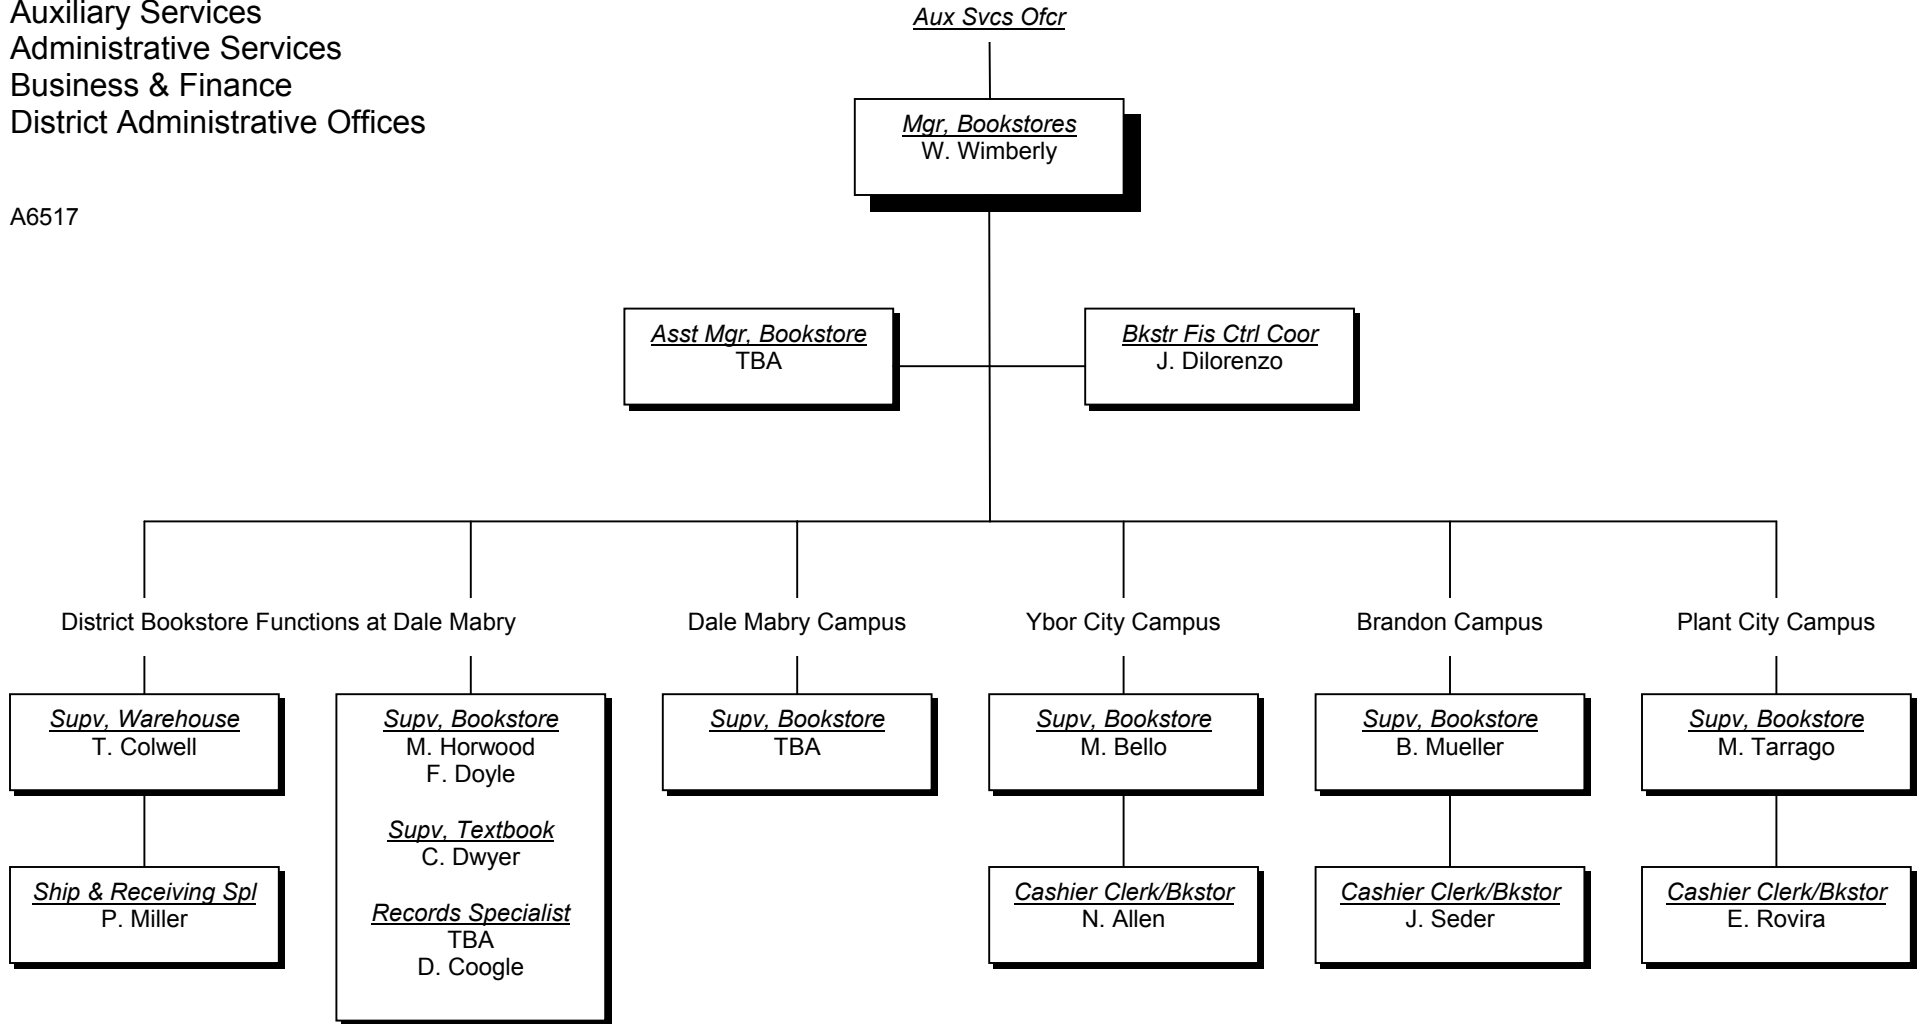 Auxiliary Services
Administrative Services
Business & Finance
District Administrative Offices
A6517
Aux Svcs Ofcr
Mgr, Bookstores
W. Wimberly
Asst Mgr, Bookstore
TBA
Bkstr Fis Ctrl Coor
J. Dilorenzo
District Bookstore Functions at Dale Mabry
Dale Mabry Campus
Ybor City Campus
Brandon Campus
Plant City Campus
Supv, Warehouse
T. Colwell
Supv, Bookstore
M. Horwood
F. Doyle
Supv, Textbook
C. Dwyer
Records Specialist
TBA
D. Coogle
Supv, Bookstore
TBA
Supv, Bookstore
M. Bello
Supv, Bookstore
B. Mueller
Supv, Bookstore
M. Tarrago
Ship & Receiving Spl
P. Miller
Cashier Clerk/Bkstor
N. Allen
Cashier Clerk/Bkstor
J. Seder
Cashier Clerk/Bkstor
E. Rovira